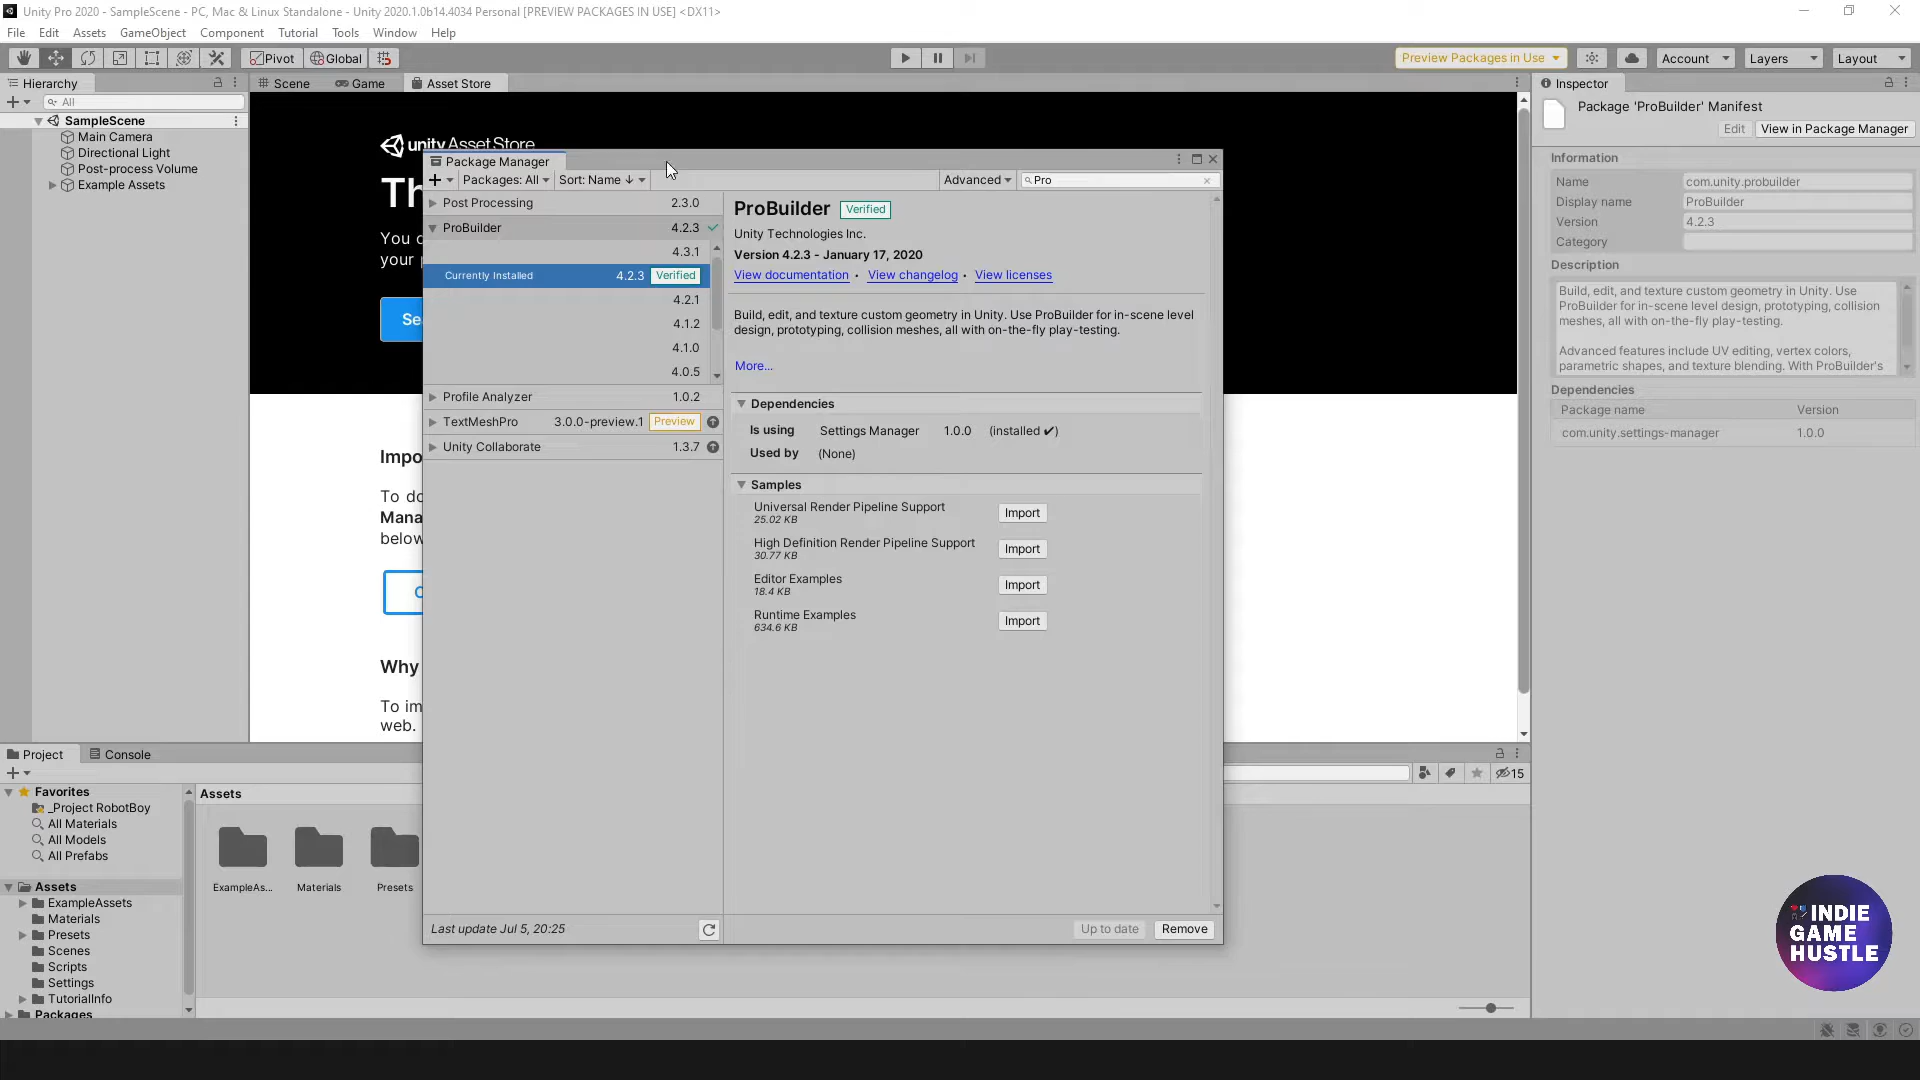 Unity Pro 2020 - SampleScene - PC, Mac & Linux Standalone - Unity 2020.1.0b14.4034 Personal [PREVIEW PACKAGES IN USE] <DX11>
File Edit Assets GameObject Component Tutorial Tools Window Help
Pivot Global Preview Packages in Use Account Layers Layout
Hierarchy
All
SampleScene
Main Camera
Directional Light
Post-process Volume
Example Assets
Scene Game Asset Store
unity Asset Store
Th
You c
your p
Se
Impo
To do
Mana
below
C
Why
To im
web.
Package Manager
Packages: All Sort: Name ↓ Advanced Pro
Post Processing 2.3.0
ProBuilder 4.2.3
4.3.1
Currently Installed 4.2.3 Verified
4.2.1
4.1.2
4.1.0
4.0.5
Profile Analyzer 1.0.2
TextMeshPro 3.0.0-preview.1 Preview
Unity Collaborate 1.3.7
Last update Jul 5, 20:25
ProBuilder Verified
Unity Technologies Inc.
Version 4.2.3 - January 17, 2020
View documentation • View changelog • View licenses
Build, edit, and texture custom geometry in Unity. Use ProBuilder for in-scene level
design, prototyping, collision meshes, all with on-the-fly play-testing.
More...
Dependencies
Is using Settings Manager 1.0.0 (installed ✔)
Used by (None)
Samples
Universal Render Pipeline Support Import
25.02 KB
High Definition Render Pipeline Support Import
30.77 KB
Editor Examples Import
18.4 KB
Runtime Examples Import
634.6 KB
Up to date Remove
Inspector
Package 'ProBuilder' Manifest
Edit View in Package Manager
Information
Name com.unity.probuilder
Display name ProBuilder
Version 4.2.3
Category
Description
Build, edit, and texture custom geometry in Unity. Use
ProBuilder for in-scene level design, prototyping, collision
meshes, all with on-the-fly play-testing.
Advanced features include UV editing, vertex colors,
parametric shapes, and texture blending. With ProBuilder's
Dependencies
Package name Version
com.unity.settings-manager 1.0.0
Project Console
15
Favorites
_Project RobotBoy
All Materials
All Models
All Prefabs
Assets
ExampleAssets
Materials
Presets
Scenes
Scripts
Settings
TutorialInfo
Packages
Assets
ExampleAs... Materials Presets
INDIE
GAME
HUSTLE